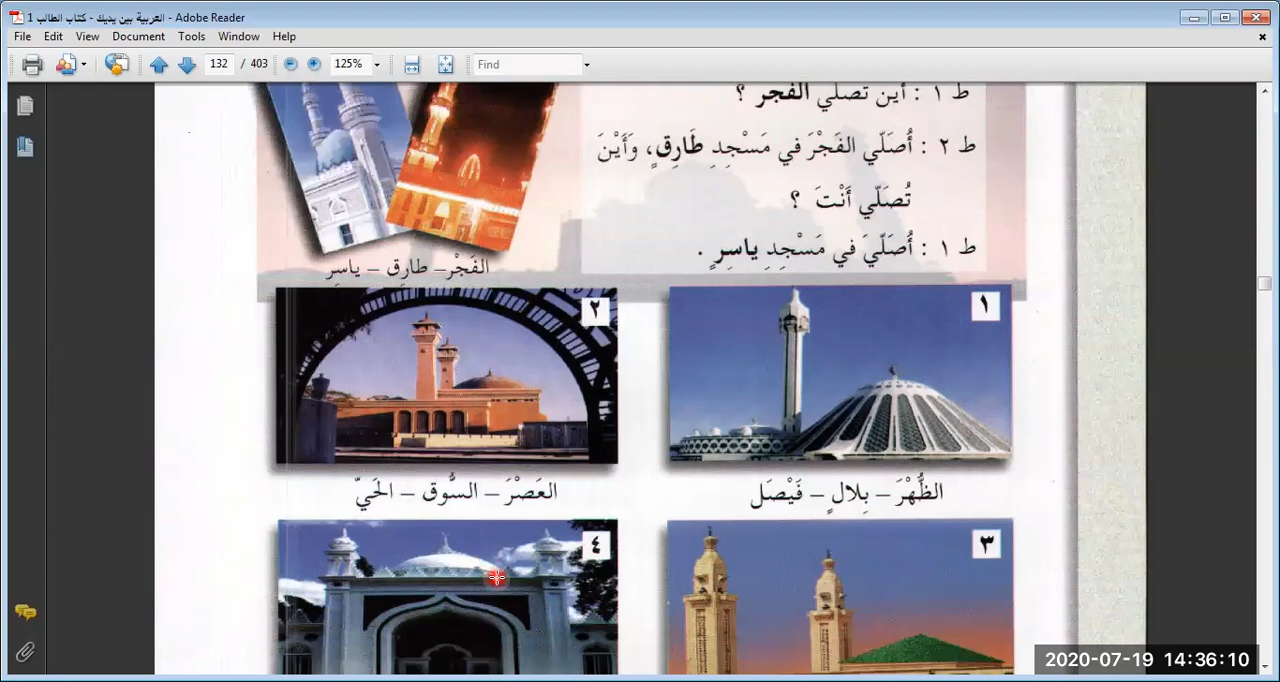 العربية بين يديك - كتاب الطالب 1 - Adobe Reader
File Edit View Document Tools Window Help
132 / 403 125% Find
ط ١ : أين تصلي الفجر ؟
ط ٢ : أُصَلّي الفَجْرَ في مَسْجِدِ طَارِقٍ، وَأَيْنَ
تُصَلّي أَنْتَ ؟
ط ١ : أُصَلّيَ في مَسْجِدِ ياسِرٍ .
الفَجْر– طارِق – ياسِر
١
٢
الظُّهْرَ – بِلالٍ – فَيْصَل
العَصْرَ – السُّوق – الحَيّ
٣
٤
2020-07-19 14:36:10